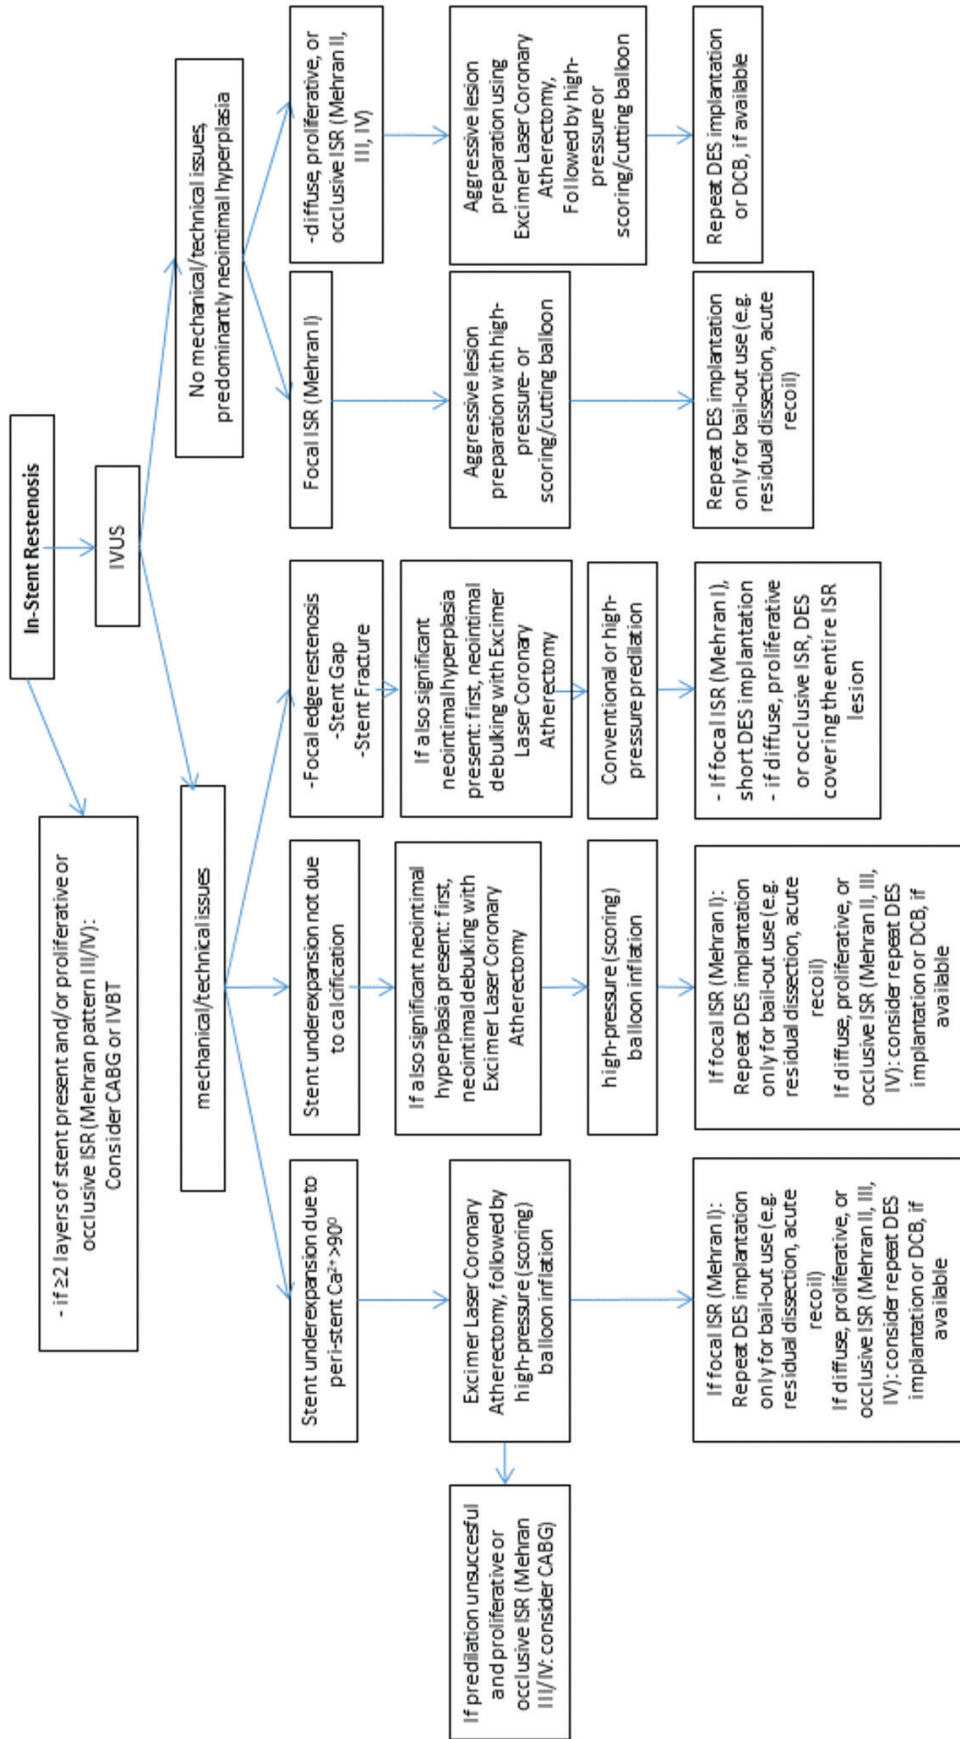 In-Stent Restenosis
- if ≥2 layers of stent present and/or proliferative or
occlusive ISR (Mehran pattern III/IV):
Consider CABG or IVBT
IVUS
mechanical/technical issues
No mechanical/technical issues,
predominantly neointimal hyperplasia
Stent underexpansion due to
peri-stent Ca²⁺>90⁰
Stent underexpansion not due
to calcification
-Focal edge restenosis
-Stent Gap
-Stent Fracture
Focal ISR (Mehran I)
-diffuse, proliferative, or
occlusive ISR (Mehran II,
III, IV)
If predilation unsuccesful
and proliferative or
occlusive ISR (Mehran
III/IV: consider CABG)
Excimer Laser Coronary
Atherectomy, followed by
high-pressure (scoring)
balloon inflation
If also significant neointimal
hyperplasia present: first,
neointimal debulking with
Excimer Laser Coronary
Atherectomy
If also significant
neointimal hyperplasia
present: first, neointimal
debulking with Excimer
Laser Coronary
Atherectomy
Aggressive lesion
preparation with high-
pressure- or
scoring/cutting balloon
Aggressive lesion
preparation using
Excimer Laser Coronary
Atherectomy,
Followed by high-
pressure or
scoring/cutting balloon
high-pressure (scoring)
balloon inflation
Conventional or high-
pressure predilation
If focal ISR (Mehran I):
Repeat DES implantation
only for bail-out use (e.g.
residual dissection, acute
recoil)
If diffuse, proliferative, or
occlusive ISR (Mehran II, III,
IV): consider repeat DES
implantation or DCB, if
available
If focal ISR (Mehran I):
Repeat DES implantation
only for bail-out use (e.g.
residual dissection, acute
recoil)
If diffuse, proliferative, or
occlusive ISR (Mehran II, III,
IV): consider repeat DES
implantation or DCB, if
available
- If focal ISR (Mehran I),
short DES implantation
- if diffuse, proliferative
or occlusive ISR, DES
covering the entire ISR
lesion
Repeat DES implantation
only for bail-out use (e.g.
residual dissection, acute
recoil)
Repeat DES implantation
or DCB, if available